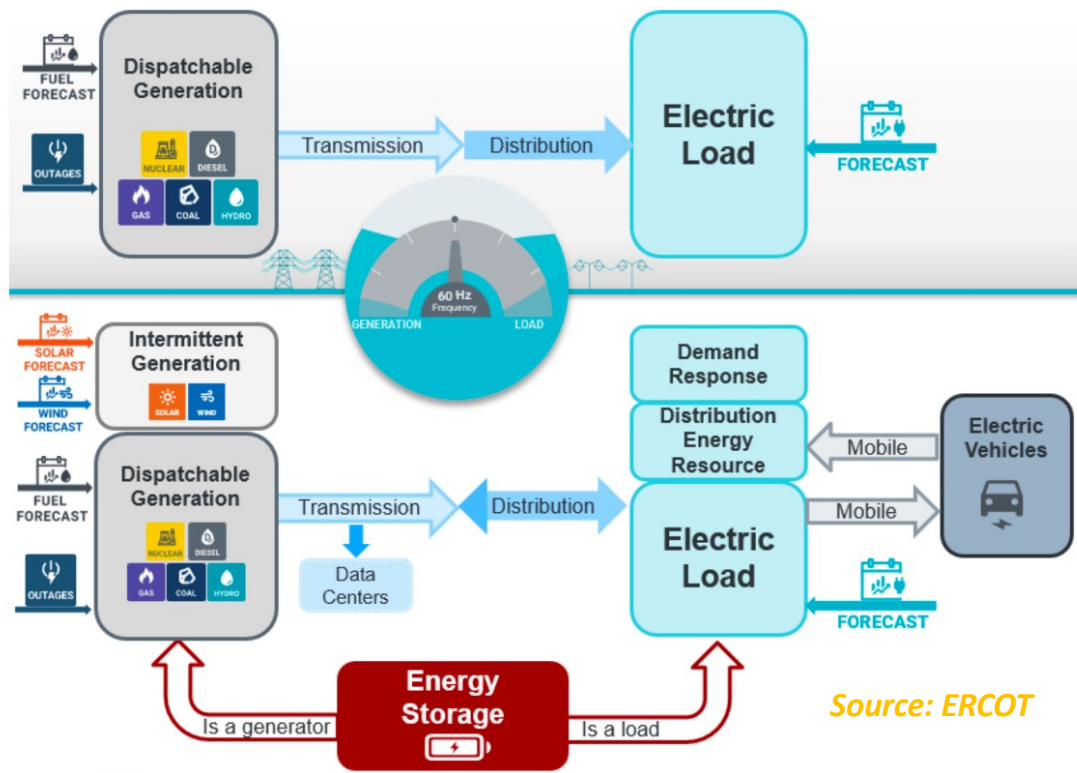 FUEL
FORECAST
OUTAGES
Dispatchable
Generation
NUCLEAR
DIESEL
GAS
COAL
HYDRO
Transmission
Distribution
Electric
Load
FORECAST
60 Hz
Frequency
GENERATION
LOAD
SOLAR
FORECAST
WIND
FORECAST
Intermittent
Generation
SOLAR
WIND
FUEL
FORECAST
OUTAGES
Dispatchable
Generation
NUCLEAR
DIESEL
GAS
COAL
HYDRO
Transmission
Data
Centers
Distribution
Demand
Response
Distribution
Energy
Resource
Electric
Load
Mobile
Mobile
Electric
Vehicles
FORECAST
Energy
Storage
Is a generator
Is a load
Source: ERCOT